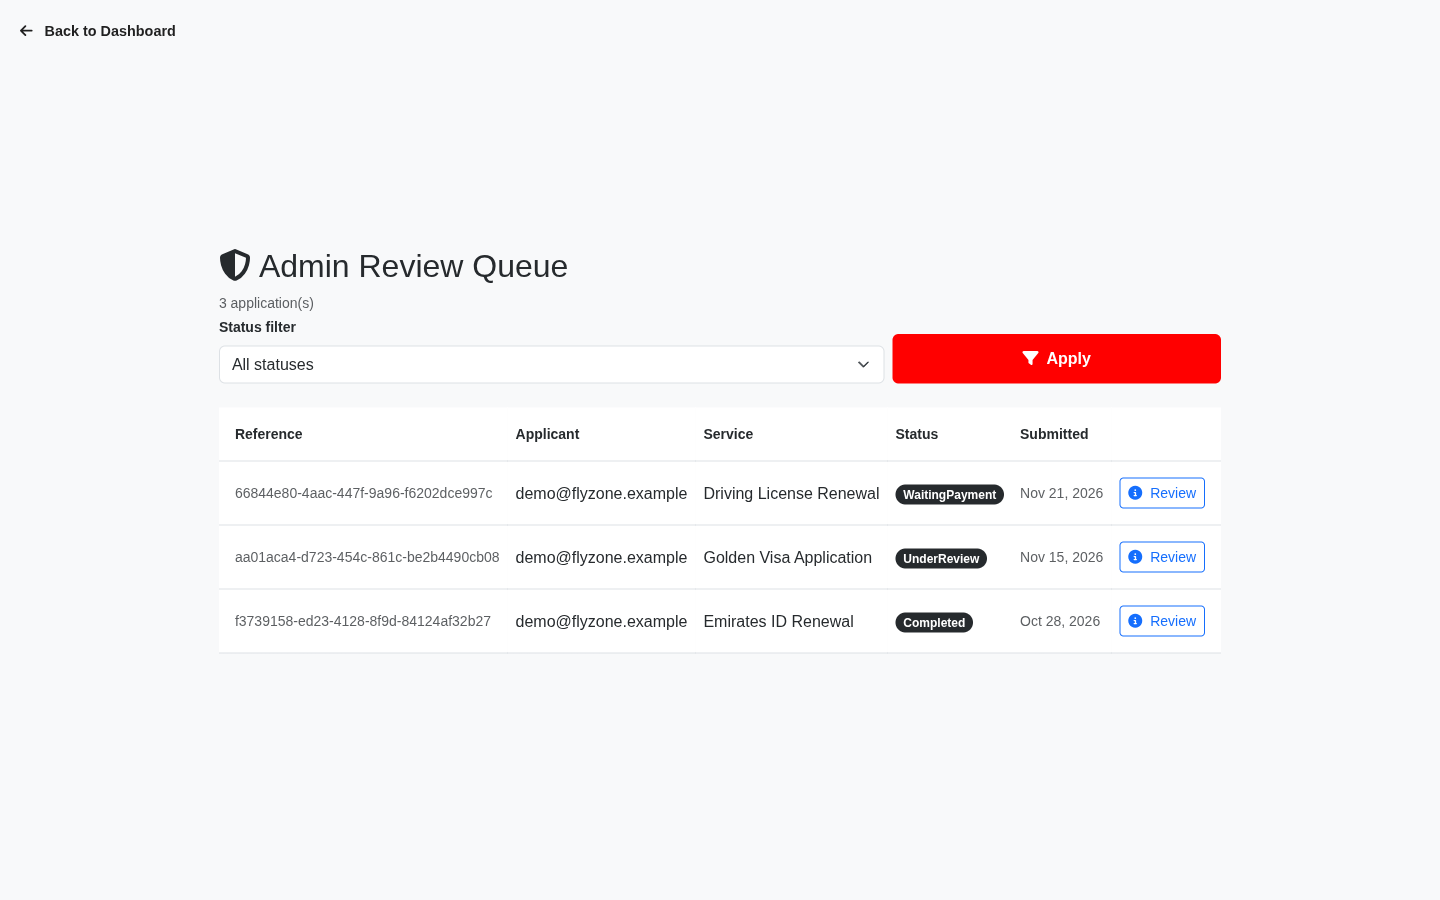 Back to Dashboard
Admin Review Queue
3 application(s)
Status filter
All statuses
Apply
Reference Applicant Service Status Submitted
66844e80-4aac-447f-9a96-f6202dce997c demo@flyzone.example Driving License Renewal WaitingPayment Nov 21, 2026 Review
aa01aca4-d723-454c-861c-be2b4490cb08 demo@flyzone.example Golden Visa Application UnderReview Nov 15, 2026 Review
f3739158-ed23-4128-8f9d-84124af32b27 demo@flyzone.example Emirates ID Renewal Completed Oct 28, 2026 Review